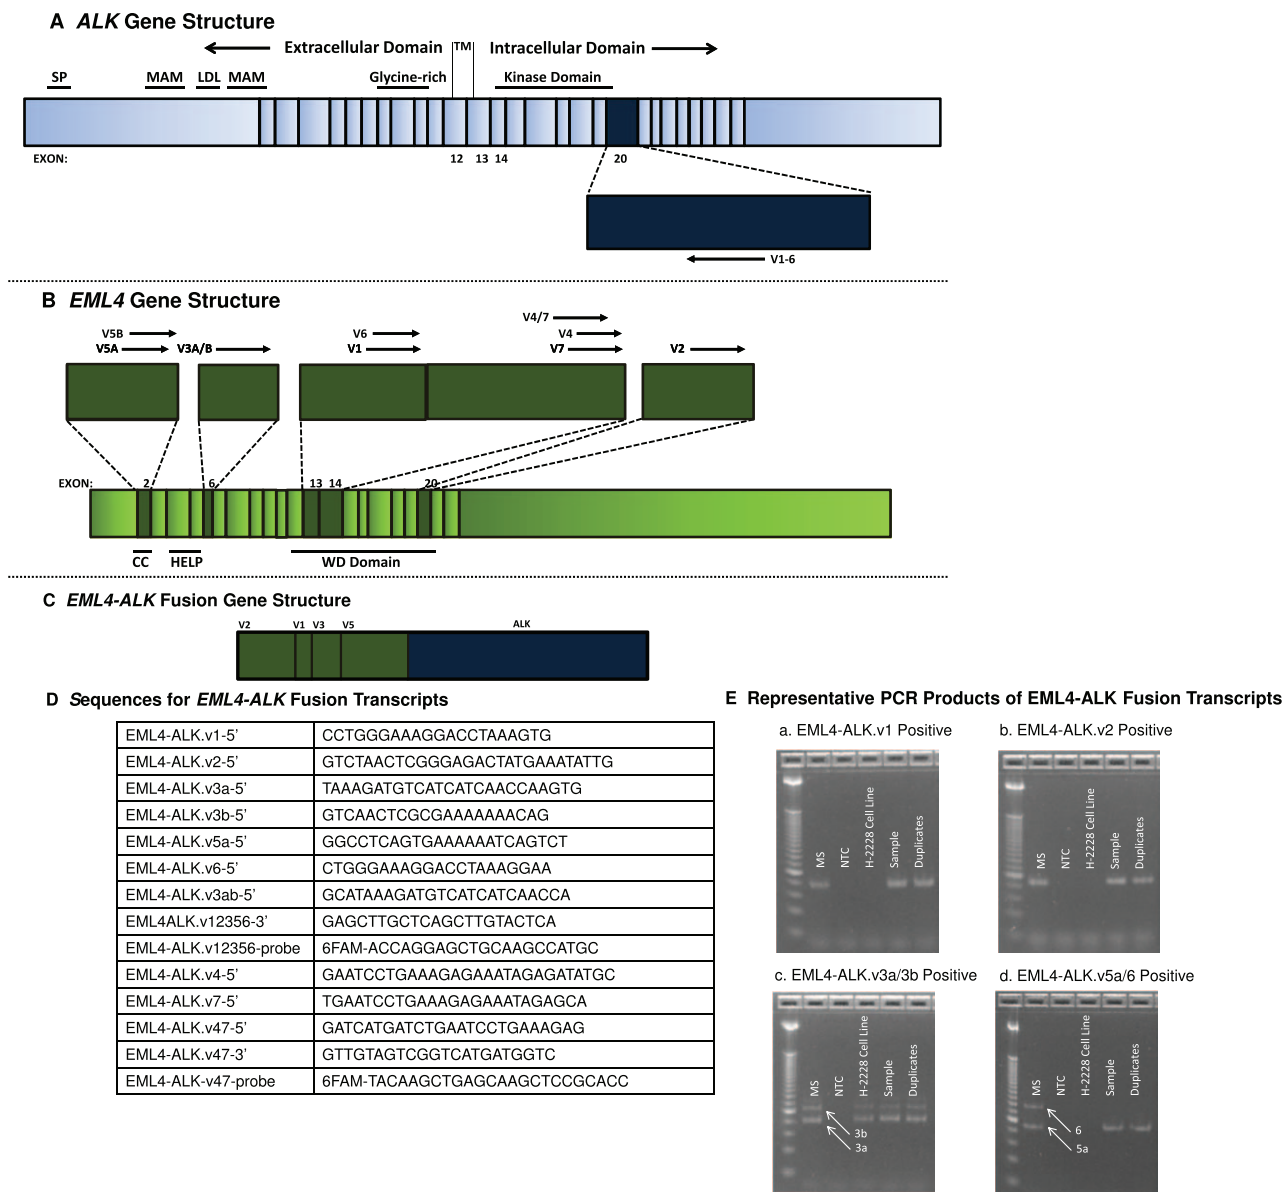 A ALK Gene Structure
Extracellular Domain TM Intracellular Domain
SP MAM LDL MAM Glycine-rich Kinase Domain
EXON: 12 13 14 20
V1-6
B EML4 Gene Structure
V4/7
V5B V6 V4
V5A V3A/B V1 V7 V2
EXON: 2 6 13 14 20
CC HELP WD Domain
C EML4-ALK Fusion Gene Structure
V2 V1 V3 V5 ALK
D Sequences for EML4-ALK Fusion Transcripts
EML4-ALK.v1-5' CCTGGGAAAGGACCTAAAGTG
EML4-ALK.v2-5' GTCTAACTCGGGAGACTATGAAATATTG
EML4-ALK.v3a-5' TAAAGATGTCATCATCAACCAAGTG
EML4-ALK.v3b-5' GTCAACTCGCGAAAAAAACAG
EML4-ALK.v5a-5' GGCCTCAGTGAAAAAATCAGTCT
EML4-ALK.v6-5' CTGGGAAAGGACCTAAAGGAA
EML4-ALK.v3ab-5' GCATAAAGATGTCATCATCAACCA
EML4ALK.v12356-3' GAGCTTGCTCAGCTTGTACTCA
EML4-ALK.v12356-probe 6FAM-ACCAGGAGCTGCAAGCCATGC
EML4-ALK.v4-5' GAATCCTGAAAGAGAAATAGAGATATGC
EML4-ALK.v7-5' TGAATCCTGAAAGAGAAATAGAGCA
EML4-ALK.v47-5' GATCATGATCTGAATCCTGAAAGAG
EML4-ALK.v47-3' GTTGTAGTCGGTCATGATGGTC
EML4-ALK-v47-probe 6FAM-TACAAGCTGAGCAAGCTCCGCACC
E Representative PCR Products of EML4-ALK Fusion Transcripts
a. EML4-ALK.v1 Positive
MS NTC H-2228 Cell Line Sample Duplicates
b. EML4-ALK.v2 Positive
MS NTC H-2228 Cell Line Sample Duplicates
c. EML4-ALK.v3a/3b Positive
MS NTC H-2228 Cell Line Sample Duplicates
3b
3a
d. EML4-ALK.v5a/6 Positive
MS NTC H-2228 Cell Line Sample Duplicates
6
5a